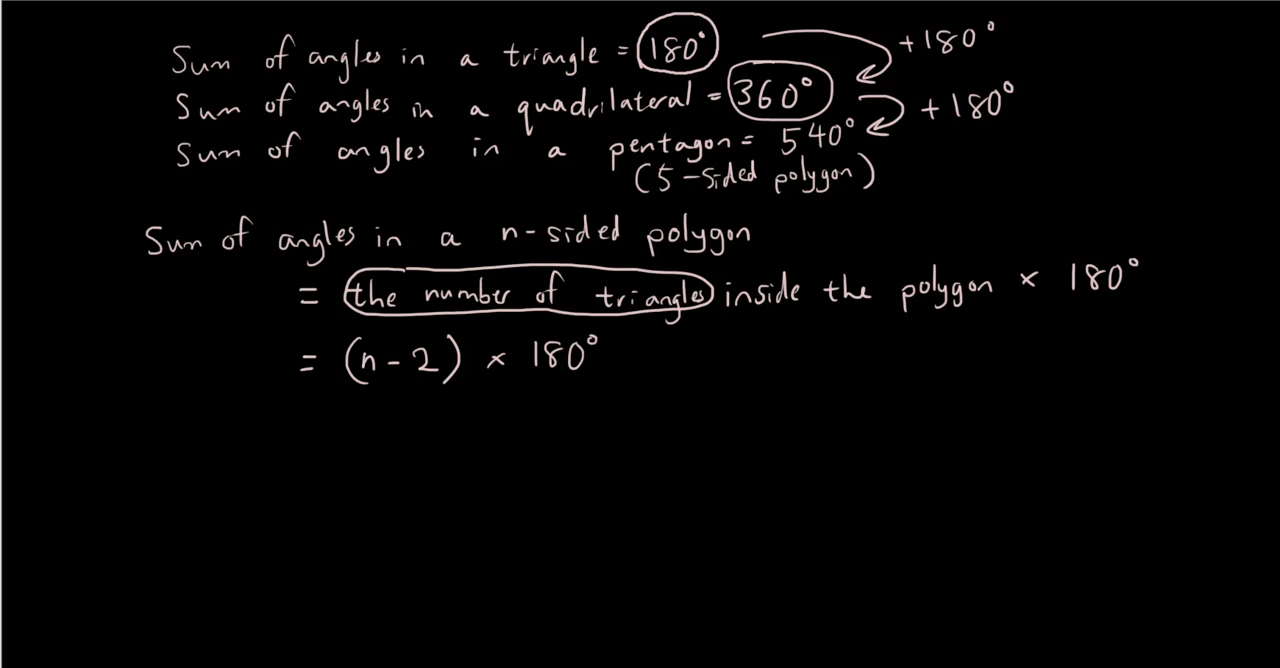 Sum of angles in a triangle = 180° +180°
Sum of angles in a quadrilateral = 360° +180°
Sum of angles in a pentagon = 540°
(5-sided polygon)
Sum of angles in a n-sided polygon
= the number of triangles inside the polygon × 180°
= (n-2) × 180°